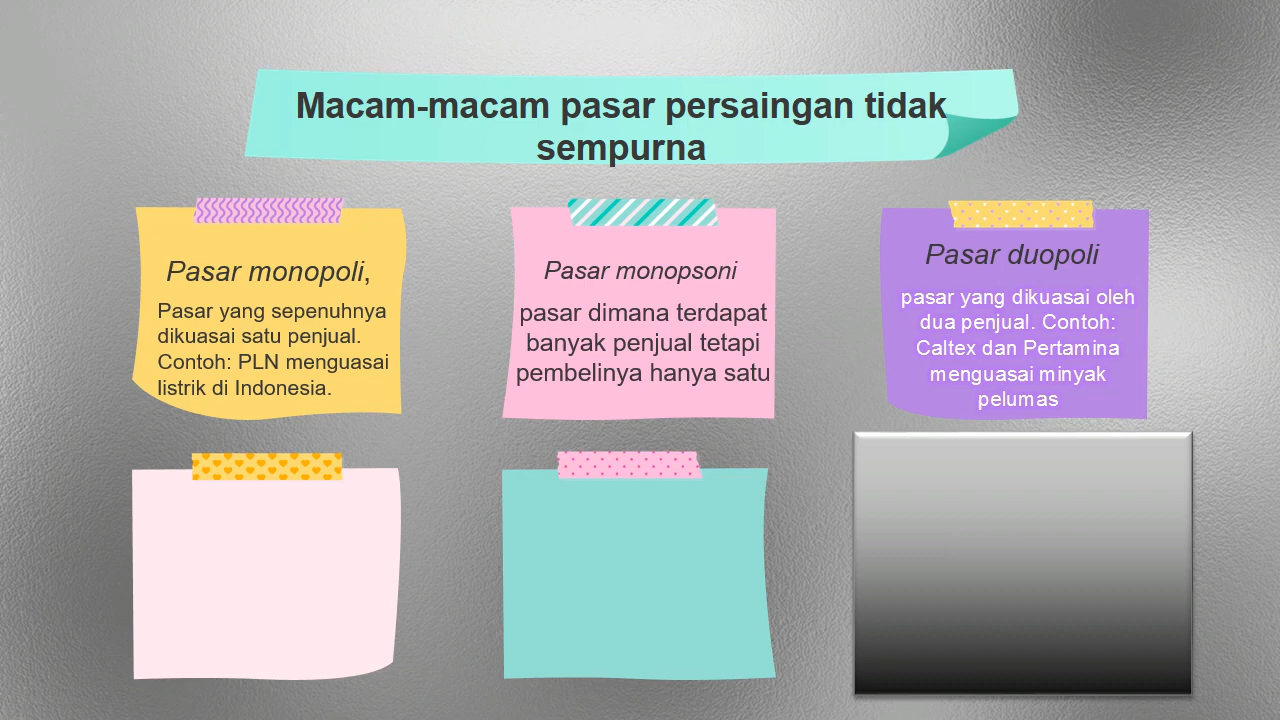 Macam-macam pasar persaingan tidak
sempurna
Pasar monopoli,
Pasar yang sepenuhnya
dikuasai satu penjual.
Contoh: PLN menguasai
listrik di Indonesia.
Pasar monopsoni
pasar dimana terdapat
banyak penjual tetapi
pembelinya hanya satu
Pasar duopoli
pasar yang dikuasai oleh
dua penjual. Contoh:
Caltex dan Pertamina
menguasai minyak
pelumas